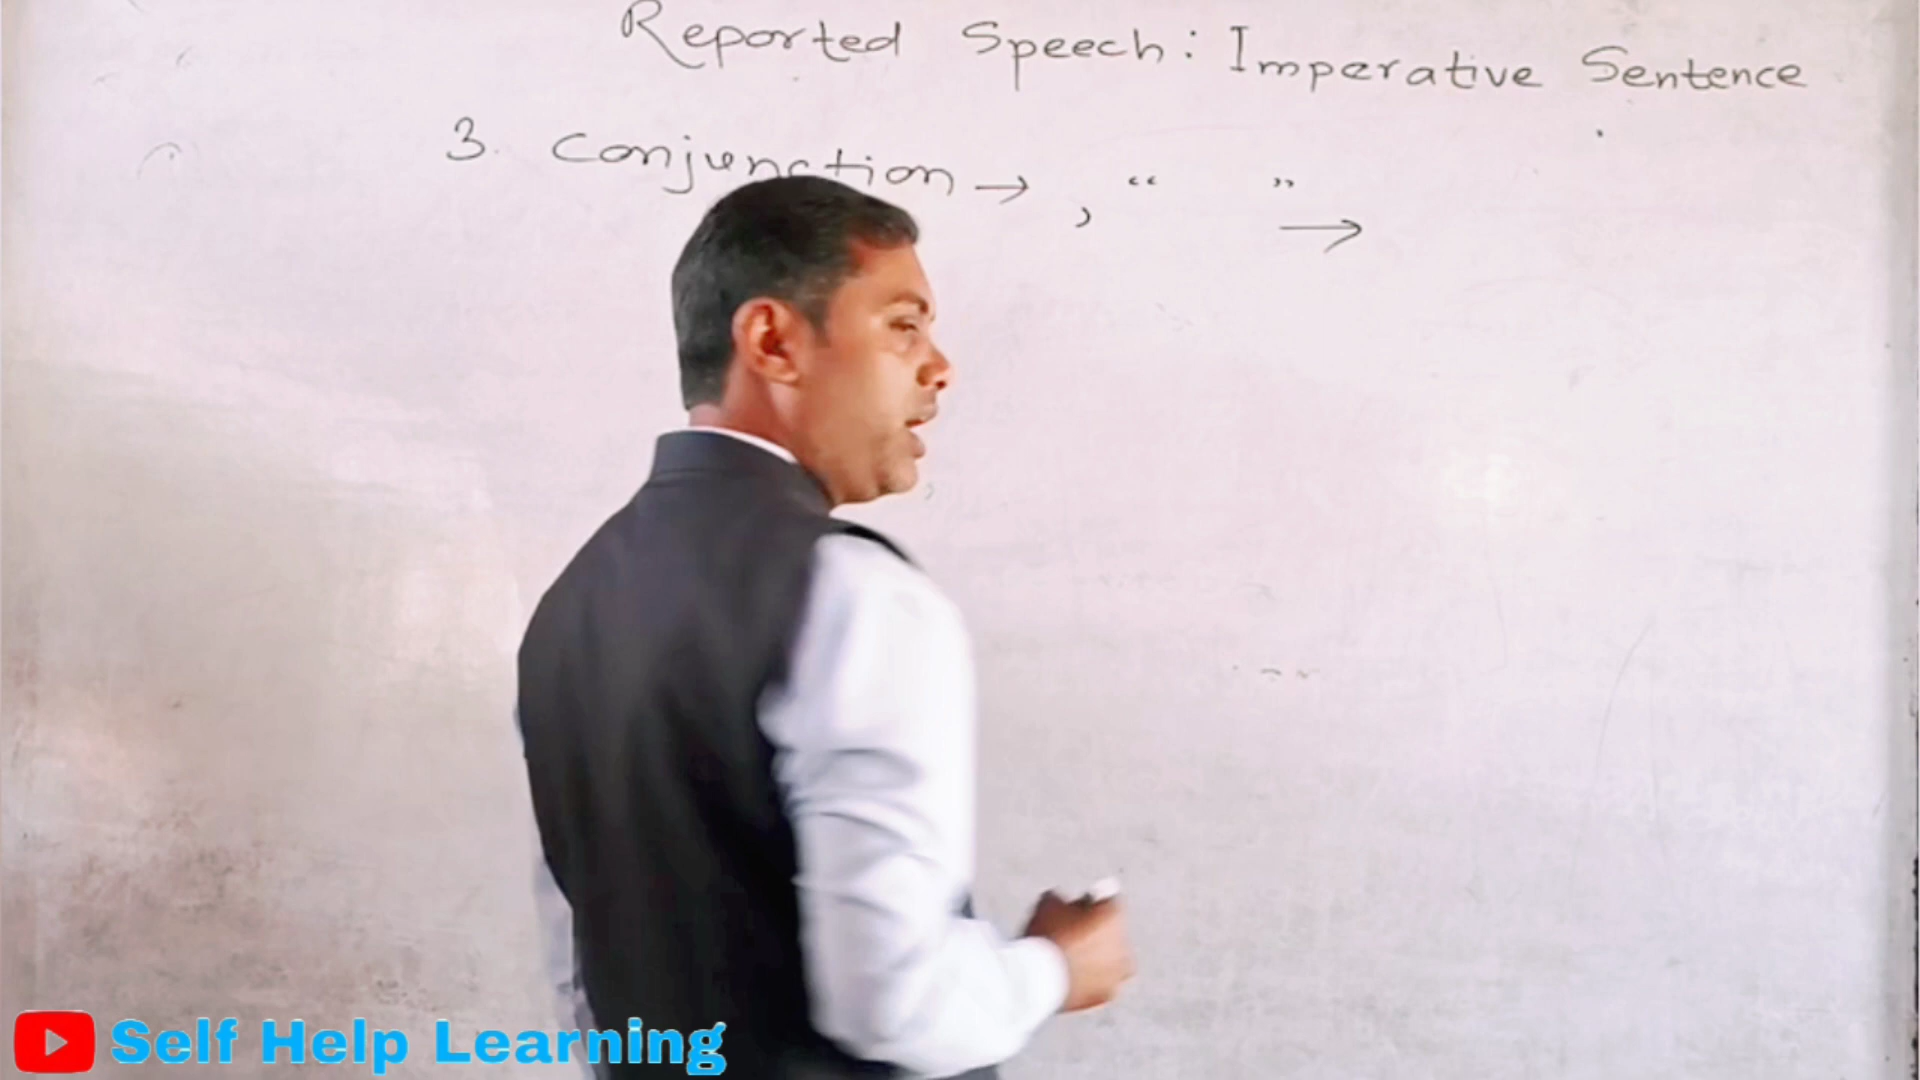 Reported Speech: Imperative Sentence
3. Conjunction → , “ ” →
Self Help Learning